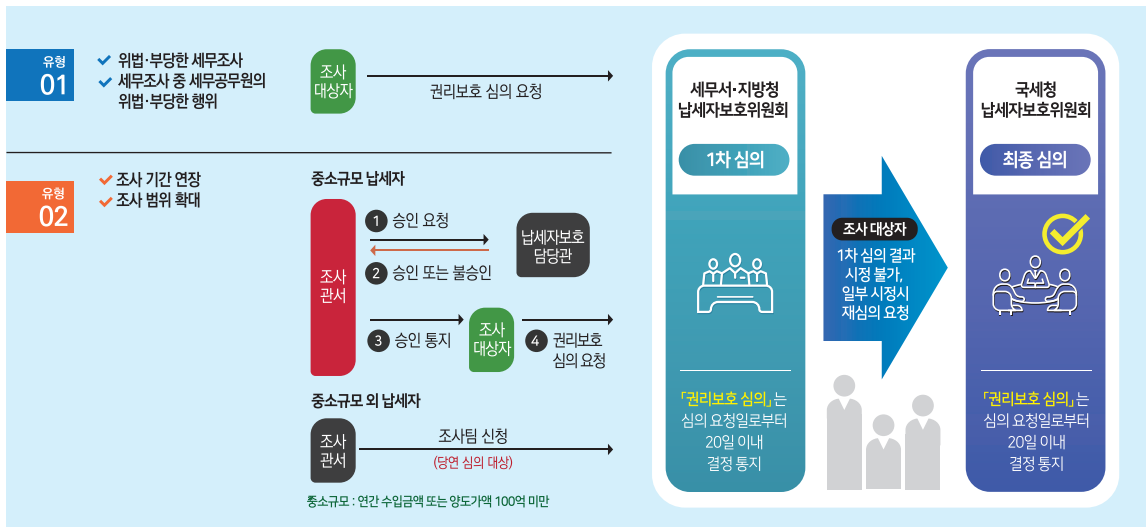 유형
01
위법·부당한 세무조사
세무조사 중 세무공무원의
위법·부당한 행위
조사
대상자
권리보호 심의 요청
유형
02
조사 기간 연장
조사 범위 확대
중소규모 납세자
조사
관서
1 승인 요청
2 승인 또는 불승인
납세자보호
담당관
3 승인 통지
조사
대상자
4 권리보호
심의 요청
중소규모 외 납세자
조사
관서
조사팀 신청
(당연 심의 대상)
중소규모 : 연간 수입금액 또는 양도가액 100억 미만
세무서·지방청
납세자보호위원회
1차 심의
「권리보호 심의」는
심의 요청일로부터
20일 이내
결정 통지
조사 대상자
1차 심의 결과
시정 불가,
일부 시정시
재심의 요청
국세청
납세자보호위원회
최종 심의
「권리보호 심의」는
심의 요청일로부터
20일 이내
결정 통지